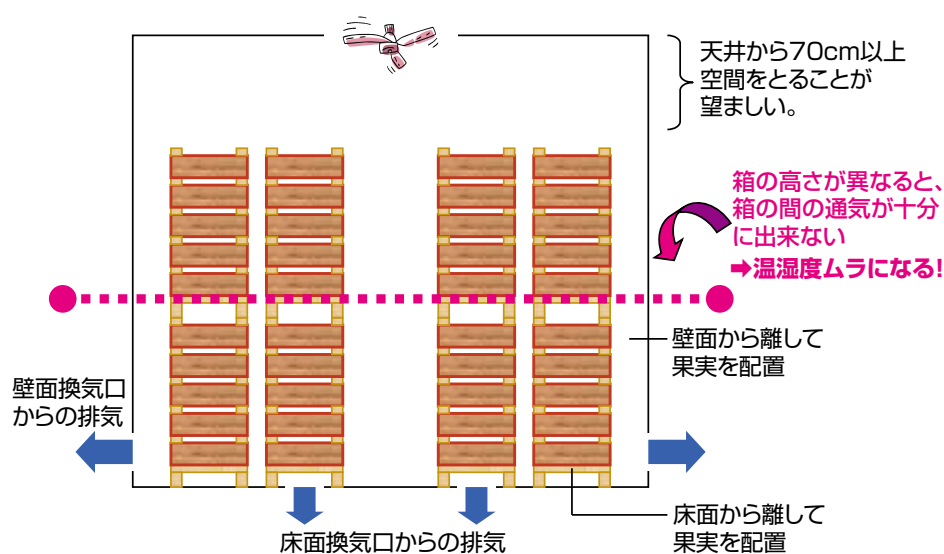 天井から70cm以上
空間をとることが
望ましい。
箱の高さが異なると、
箱の間の通気が十分
に出来ない
➡温湿度ムラになる!
壁面から離して
果実を配置
壁面換気口
からの排気
床面から離して
果実を配置
床面換気口からの排気